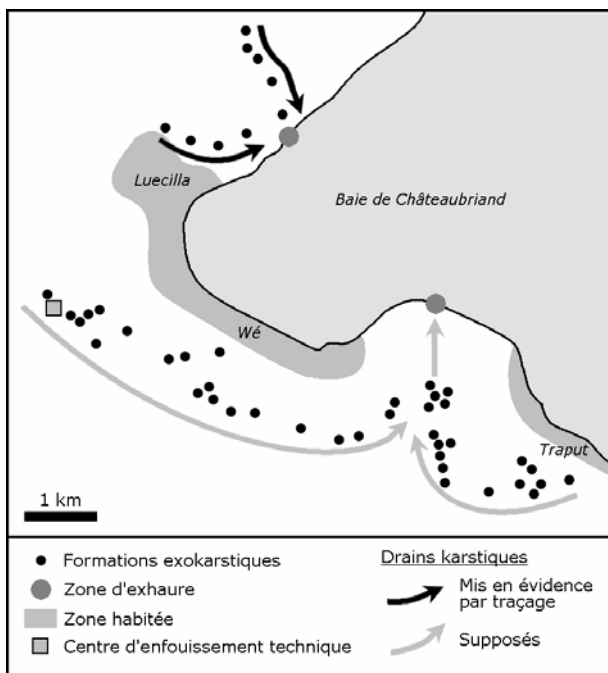 Luecilla
Baie de Châteaubriand
Wé
Traput
1 km
Formations exokarstiques
Zone d'exhaure
Zone habitée
Centre d'enfouissement technique
Drains karstiques
Mis en évidence
par traçage
Supposés